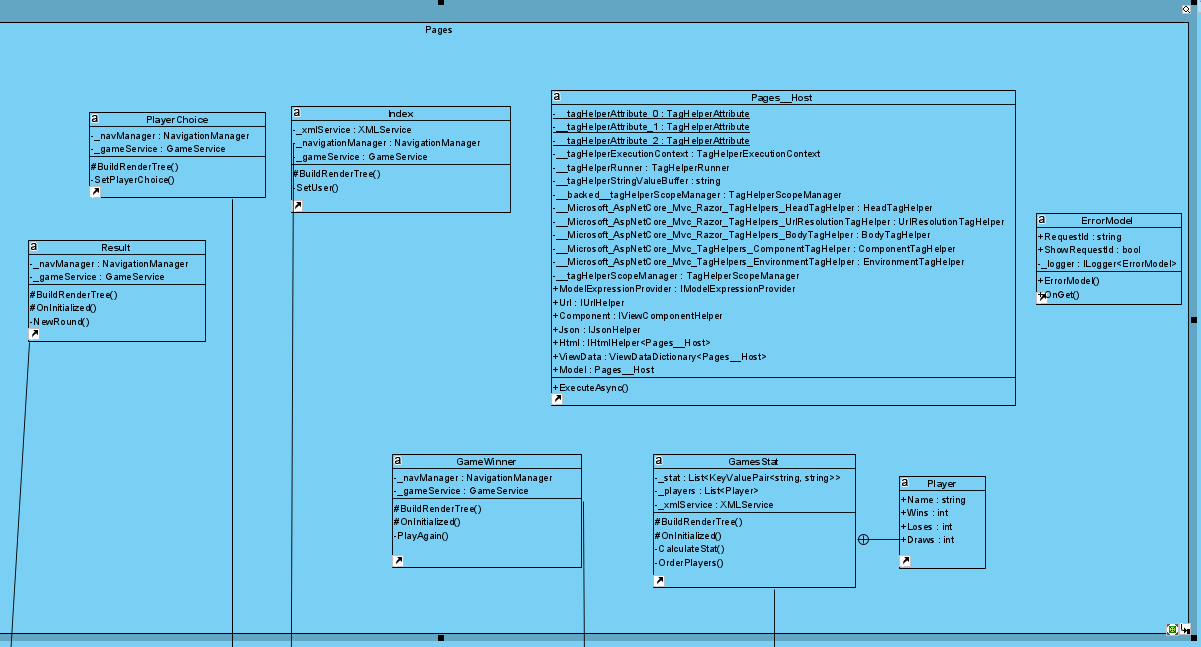 Pages
a
PlayerChoice
-_navManager : NavigationManager
-_gameService : GameService
#BuildRenderTree()
-SetPlayerChoice()
a
Index
-_xmlService : XMLService
-_navigationManager : NavigationManager
-_gameService : GameService
#BuildRenderTree()
-SetUser()
a
Pages__Host
-__tagHelperAttribute_0 : TagHelperAttribute
-__tagHelperAttribute_1 : TagHelperAttribute
-__tagHelperAttribute_2 : TagHelperAttribute
-__tagHelperExecutionContext : TagHelperExecutionContext
-__tagHelperRunner : TagHelperRunner
-__tagHelperStringValueBuffer : string
-__backed__tagHelperScopeManager : TagHelperScopeManager
-__Microsoft_AspNetCore_Mvc_Razor_TagHelpers_HeadTagHelper : HeadTagHelper
-__Microsoft_AspNetCore_Mvc_Razor_TagHelpers_UrlResolutionTagHelper : UrlResolutionTagHelper
-__Microsoft_AspNetCore_Mvc_Razor_TagHelpers_BodyTagHelper : BodyTagHelper
-__Microsoft_AspNetCore_Mvc_TagHelpers_ComponentTagHelper : ComponentTagHelper
-__Microsoft_AspNetCore_Mvc_TagHelpers_EnvironmentTagHelper : EnvironmentTagHelper
-__tagHelperScopeManager : TagHelperScopeManager
+ModelExpressionProvider : IModelExpressionProvider
+Url : IUrlHelper
+Component : IViewComponentHelper
+Json : IJsonHelper
+Html : IHtmlHelper<Pages__Host>
+ViewData : ViewDataDictionary<Pages__Host>
+Model : Pages__Host
+ExecuteAsync()
a
ErrorModel
+RequestId : string
+ShowRequestId : bool
-_logger : ILogger<ErrorModel>
+ErrorModel()
+OnGet()
a
Result
-_navManager : NavigationManager
-_gameService : GameService
#BuildRenderTree()
#OnInitialized()
-NewRound()
a
GameWinner
-_navManager : NavigationManager
-_gameService : GameService
#BuildRenderTree()
#OnInitialized()
-PlayAgain()
a
GamesStat
-_stat : List<KeyValuePair<string, string>>
-_players : List<Player>
-_xmlService : XMLService
#BuildRenderTree()
#OnInitialized()
-CalculateStat()
-OrderPlayers()
a
Player
+Name : string
+Wins : int
+Loses : int
+Draws : int